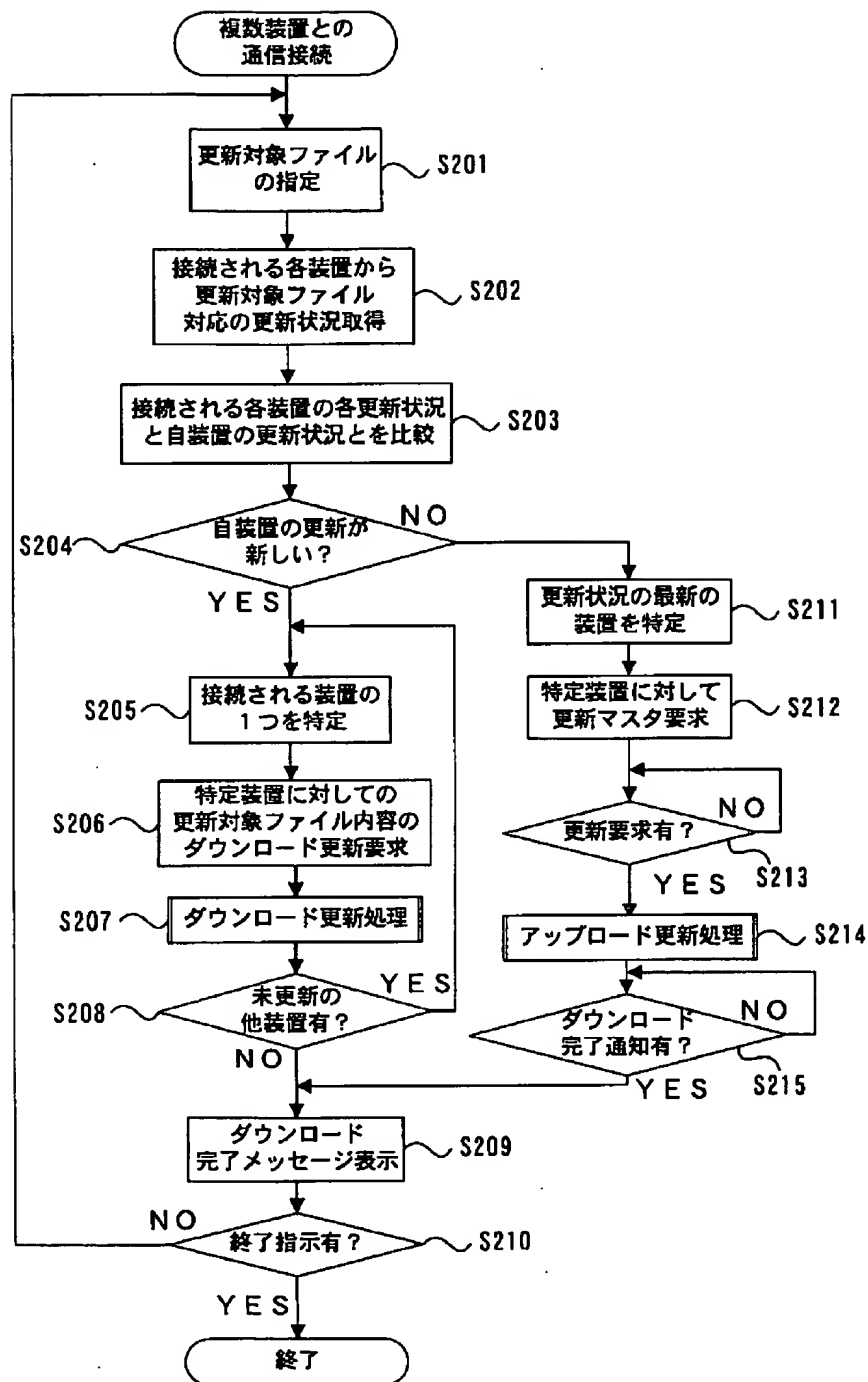 複数装置との
通信接続
更新対象ファイル
の指定
S201
接続される各装置から
更新対象ファイル
対応の更新状況取得
S202
接続される各装置の各更新状況
と自装置の更新状況とを比較
S203
自装置の更新が
新しい?
S204
NO
YES
接続される装置の
1つを特定
S205
特定装置に対しての
更新対象ファイル内容の
ダウンロード更新要求
S206
ダウンロード更新処理
S207
未更新の
他装置有?
S208
YES
NO
更新状況の最新の
装置を特定
S211
特定装置に対して
更新マスタ要求
S212
更新要求有?
NO
S213
YES
アップロード更新処理
S214
ダウンロード
完了通知有?
NO
S215
YES
ダウンロード
完了メッセージ表示
S209
終了指示有?
NO
S210
YES
終了